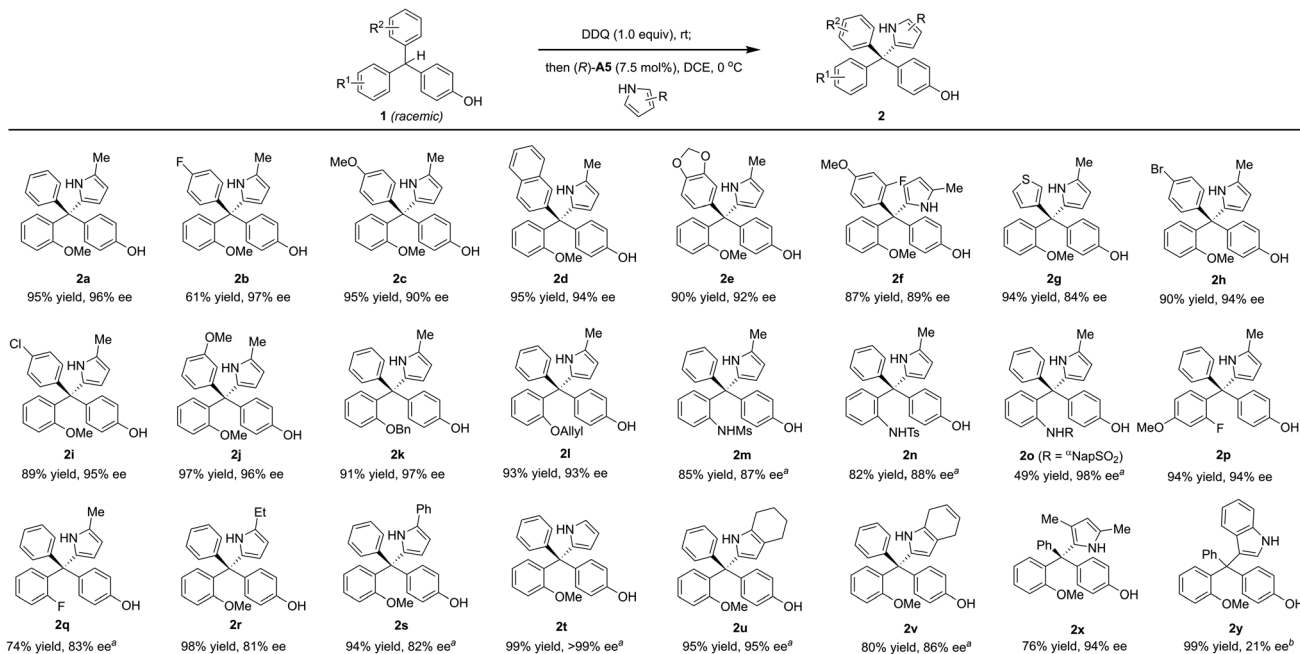 R²
H
R¹
OH
1 (racemic)
DDQ (1.0 equiv), rt;
then (R)-A5 (7.5 mol%), DCE, 0 °C
HN
R
R²
HN
R
R¹
OH
2
Me
HN
OMe
OH
2a
95% yield, 96% ee
F
Me
HN
OMe
OH
2b
61% yield, 97% ee
MeO
Me
HN
OMe
OH
2c
95% yield, 90% ee
Me
HN
OMe
OH
2d
95% yield, 94% ee
O
O
Me
HN
OMe
OH
2e
90% yield, 92% ee
MeO
F
Me
NH
OMe
OH
2f
87% yield, 89% ee
S
Me
HN
OMe
OH
2g
94% yield, 84% ee
Br
Me
HN
OMe
OH
2h
90% yield, 94% ee
Cl
Me
HN
OMe
OH
2i
89% yield, 95% ee
OMe
Me
HN
OMe
OH
2j
97% yield, 96% ee
Me
HN
OBn
OH
2k
91% yield, 97% ee
Me
HN
OAllyl
OH
2l
93% yield, 93% ee
Me
HN
NHMs
OH
2m
85% yield, 87% eeᵃ
Me
HN
NHTs
OH
2n
82% yield, 88% eeᵃ
Me
HN
NHR
OH
2o (R = ᵅNapSO₂)
49% yield, 98% eeᵃ
Me
HN
MeO
F
OH
2p
94% yield, 94% ee
Me
HN
F
OH
2q
74% yield, 83% eeᵃ
Et
HN
OMe
OH
2r
98% yield, 81% ee
Ph
HN
OMe
OH
2s
94% yield, 82% eeᵃ
HN
OMe
OH
2t
99% yield, >99% eeᵃ
HN
OMe
OH
2u
95% yield, 95% eeᵃ
HN
OMe
OH
2v
80% yield, 86% eeᵃ
Me
Me
Ph
NH
OMe
OH
2x
76% yield, 94% ee
NH
Ph
OMe
OH
2y
99% yield, 21% eeᵇ